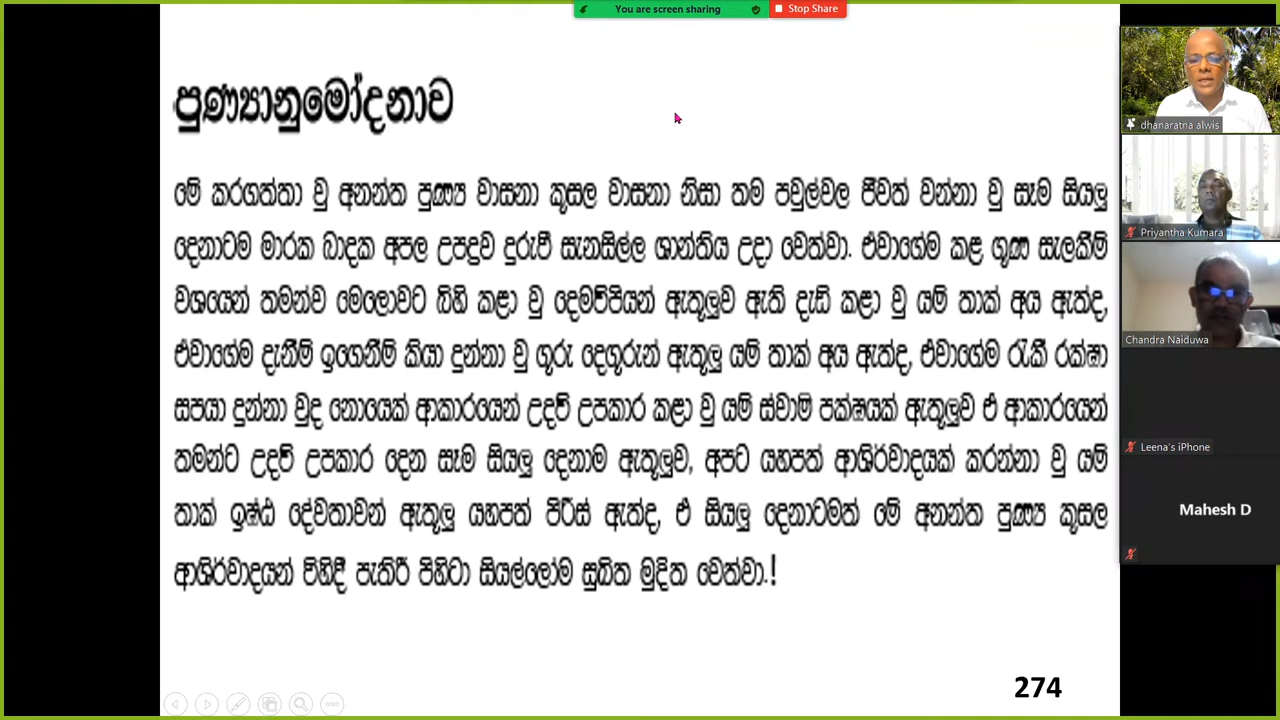 You are screen sharing
Stop Share
පුණ්‍යානුමෝදනාව
මේ කරගත්තා වූ අනන්ත පුණ්‍ය වාසනා කූසල වාසනා නිසා තම පවුල්වල ජීවත් වන්නා වූ සෑම සියලු
දෙනාටම මාරක බාදක අපල උපද්‍රව දුරුවී සැනසිල්ල ශාන්තිය උදා වෙත්වා. එවාගේම කළ ගූණ සැලකීම්
වශයෙන් තමන්ව මෙලොවට බිහි කළා වූ දෙමව්පියන් ඇතුලුව ඇති දැඩි කළා වූ යම් තාක් අය ඇත්ද,
එවාගේම දැනීම් ඉගෙනීම් කියා දුන්නා වූ ගූරු දෙගූරුන් ඇතුලු යම් තාක් අය ඇත්ද, එවාගේම රැකී රක්ෂා
සපයා දුන්නා වූද නොයෙක් ආකාරයෙන් උදව් උපකාර කළා වූ යම් ස්වාමි පක්ෂයක් ඇතුලුව එ ආකාරයෙන්
තමන්ට උදව් උපකාර දෙන සෑම සියලු දෙනාම ඇතුලුව, අපට යහපත් ආශිර්වාදයක් කරන්නා වූ යම්
තාක් ඉෂ්ඨ දේවතාවන් ඇතුලු යහපත් පිරිස් ඇත්ද, එ සියලු දෙනාටමත් මේ අනන්ත පුණ්‍ය කූසල
ආශිර්වාදයන් විහිදී පැතිරී පිහිටා සියල්ලෝම සුඛිත මුදිත වෙත්වා.!
274
dhanaratna alwis
Priyantha Kumara
Chandra Naiduwa
Leena's iPhone
Mahesh D